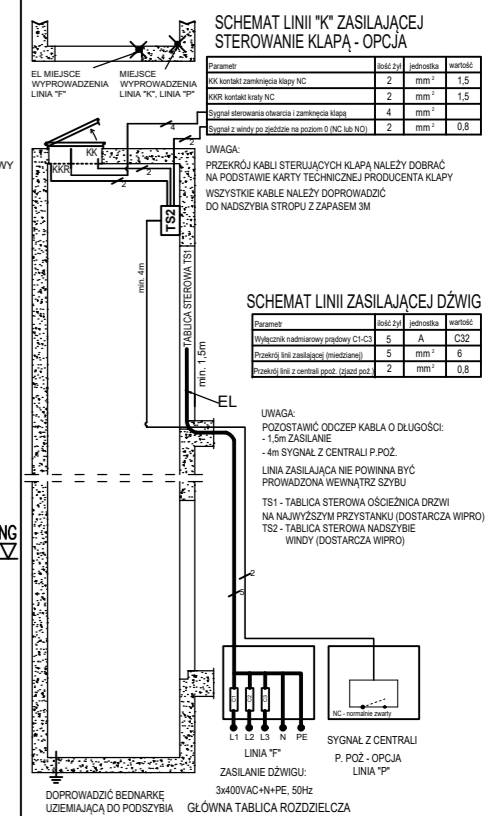 SCHEMAT LINII "K" ZASILAJĄCEJ
STEROWANIE KLAPĄ - OPCJA
Parametr ilość żył jednostka wartość
KK kontakt zamknięcia klapy NC 2 mm² 1,5
KKR kontakt kraty NC 2 mm² 1,5
Sygnał sterowania otwarcia i zamknięcia klapą 4 mm²
Sygnał z windy po zjeździe na poziom 0 (NC lub NO) 2 mm² 0,8
EL MIEJSCE
WYPROWADZENIA
LINIA "F"
MIEJSCE
WYPROWADZENIA
LINIA "K", LINIA "P"
UWAGA:
PRZEKRÓJ KABLI STERUJĄCYCH KLAPĄ NALEŻY DOBRAĆ
NA PODSTAWIE KARTY TECHNICZNEJ PRODUCENTA KLAPY
WSZYSTKIE KABLE NALEŻY DOPROWADZIĆ
DO NADSZYBIA STROPU Z ZAPASEM 3M
WY
KK
KKR
4
2
2
2
TS2
min. 4m
TABLICA STEROWA TS1
min. 1,5m
EL
SCHEMAT LINII ZASILAJĄCEJ DŹWIG
Parametr ilość żył jednostka wartość
Wyłącznik nadmiarowy prądowy C1-C3 5 A C32
Przekrój linii zasilającej (miedzianej) 5 mm² 6
Przekrój linii z centrali ppoż. (zjazd poż.) 2 mm² 0,8
UWAGA:
POZOSTAWIĆ ODCZEP KABLA O DŁUGOŚCI:
- 1,5m ZASILANIE
- 4m SYGNAŁ Z CENTRALI P.POŻ.
LINIA ZASILAJĄCA NIE POWINNA BYĆ
PROWADZONA WEWNĄTRZ SZYBU
TS1 - TABLICA STEROWA OŚCIEŻNICA DRZWI
NA NAJWYŻSZYM PRZYSTANKU (DOSTARCZA WIPRO)
TS2 - TABLICA STEROWA NADSZYBIE
WINDY (DOSTARCZA WIPRO)
NG
2
5
C1 C2 C3
L1 L2 L3 N PE
NC - normalnie zwarty
LINIA "F"
ZASILANIE DŹWIGU:
3x400VAC+N+PE, 50Hz
GŁÓWNA TABLICA ROZDZIELCZA
SYGNAŁ Z CENTRALI
P. POŻ - OPCJA
LINIA "P"
DOPROWADZIĆ BEDNARKĘ
UZIEMIAJĄCĄ DO PODSZYBIA